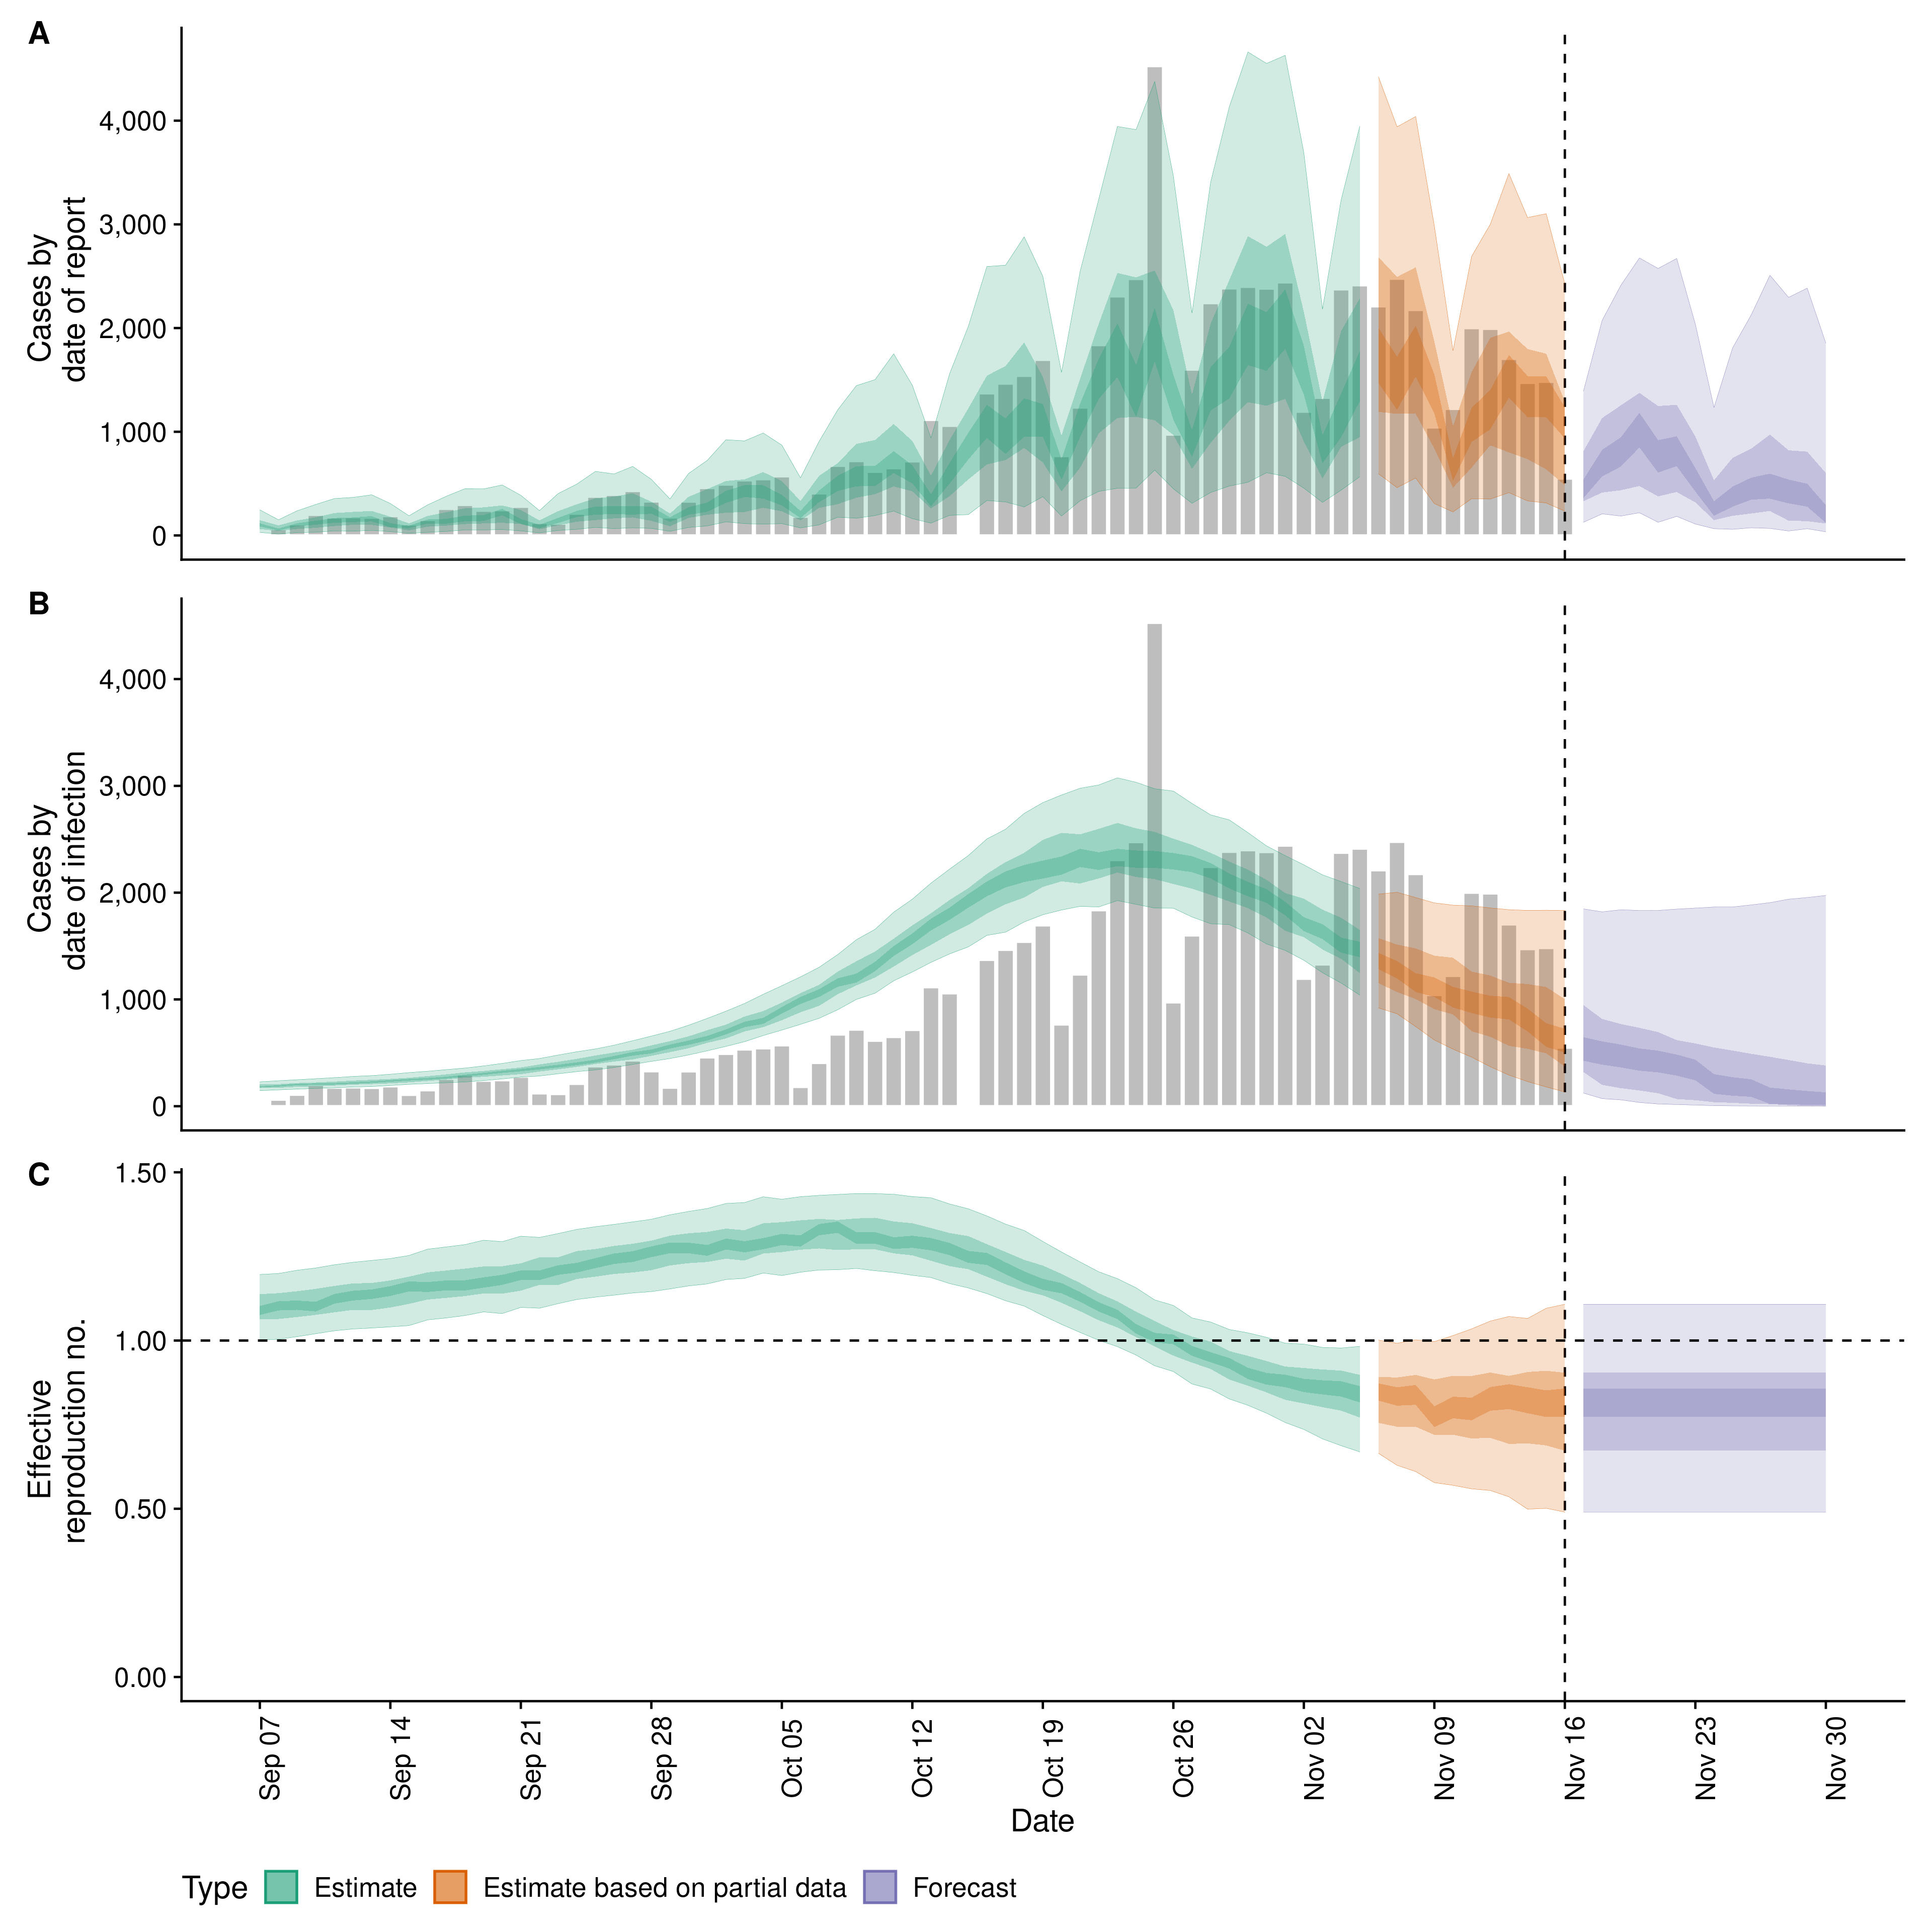 A
Cases by
date of report
4,000
3,000
2,000
1,000
0
B
Cases by
date of infection
4,000
3,000
2,000
1,000
0
C
Effective
reproduction no.
1.50
1.00
0.50
0.00
Sep 07
Sep 14
Sep 21
Sep 28
Oct 05
Oct 12
Oct 19
Oct 26
Nov 02
Nov 09
Nov 16
Nov 23
Nov 30
Date
Type Estimate Estimate based on partial data Forecast